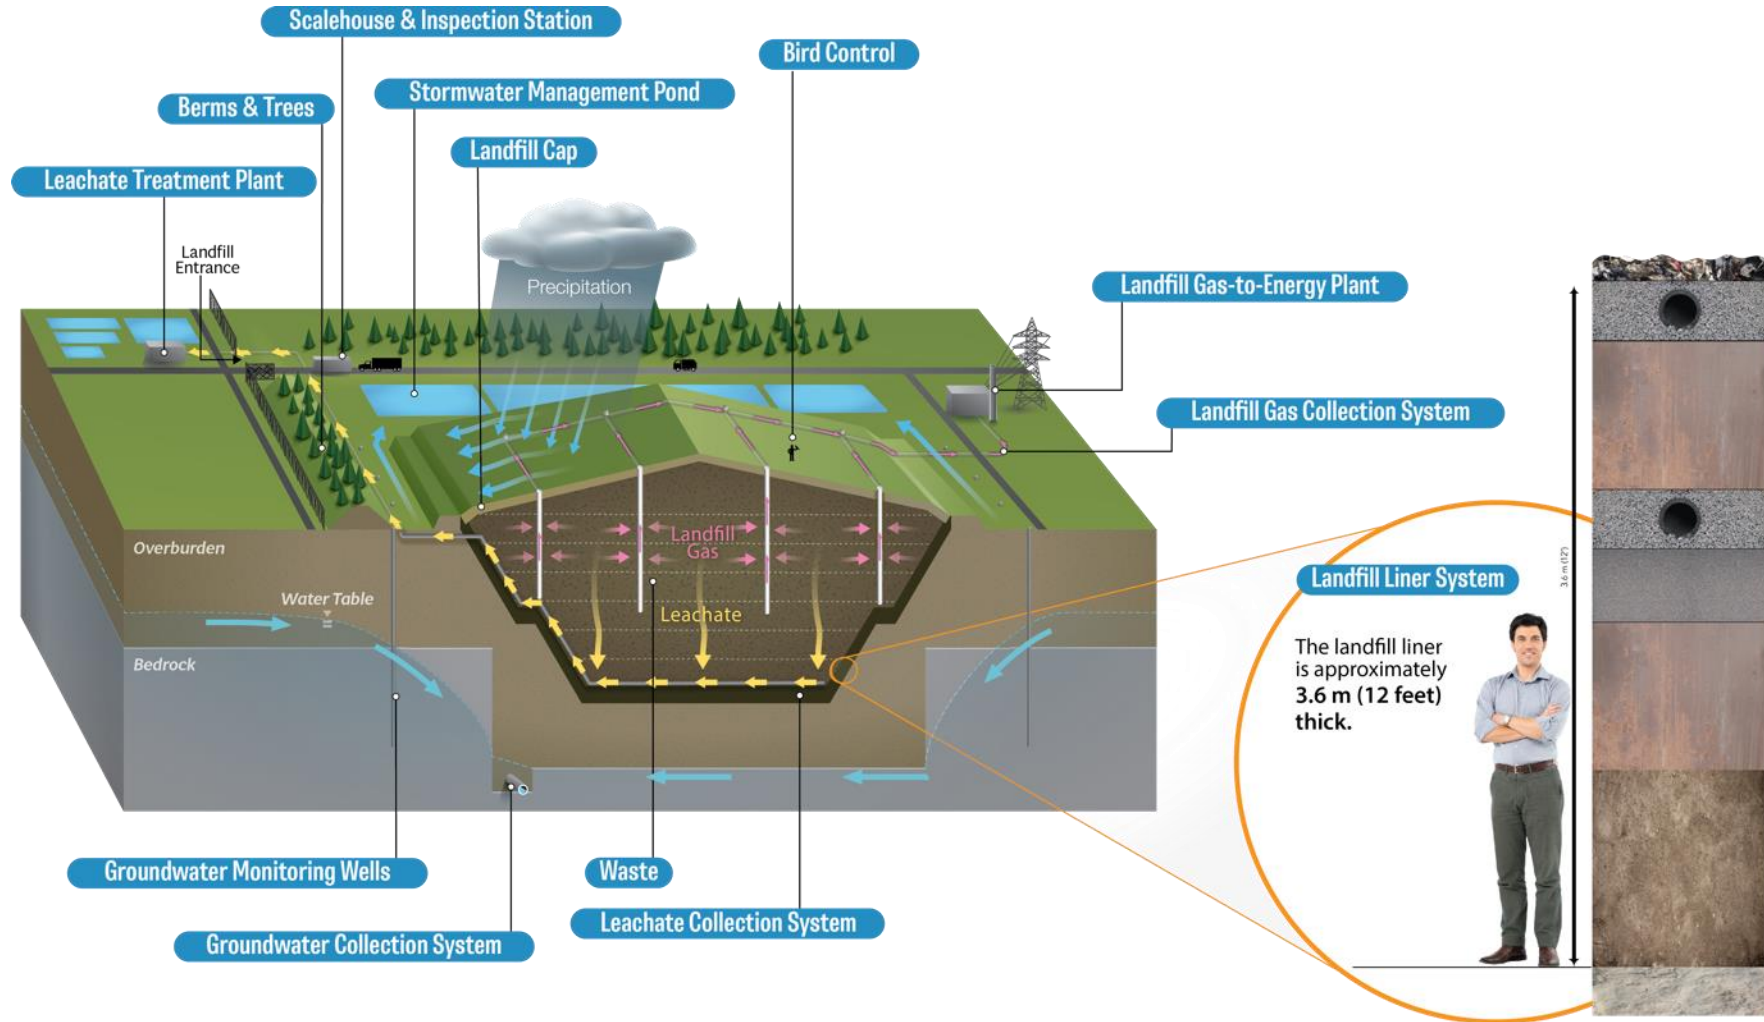 Scalehouse & Inspection Station
Bird Control
Stormwater Management Pond
Berms & Trees
Landfill Cap
Leachate Treatment Plant
Landfill
Entrance
Precipitation
Landfill Gas-to-Energy Plant
Landfill Gas Collection System
Landfill
Gas
Overburden
Water Table
Leachate
Bedrock
Landfill Liner System
3.6 m (12')
The landfill liner
is approximately
3.6 m (12 feet)
thick.
Groundwater Monitoring Wells
Waste
Leachate Collection System
Groundwater Collection System